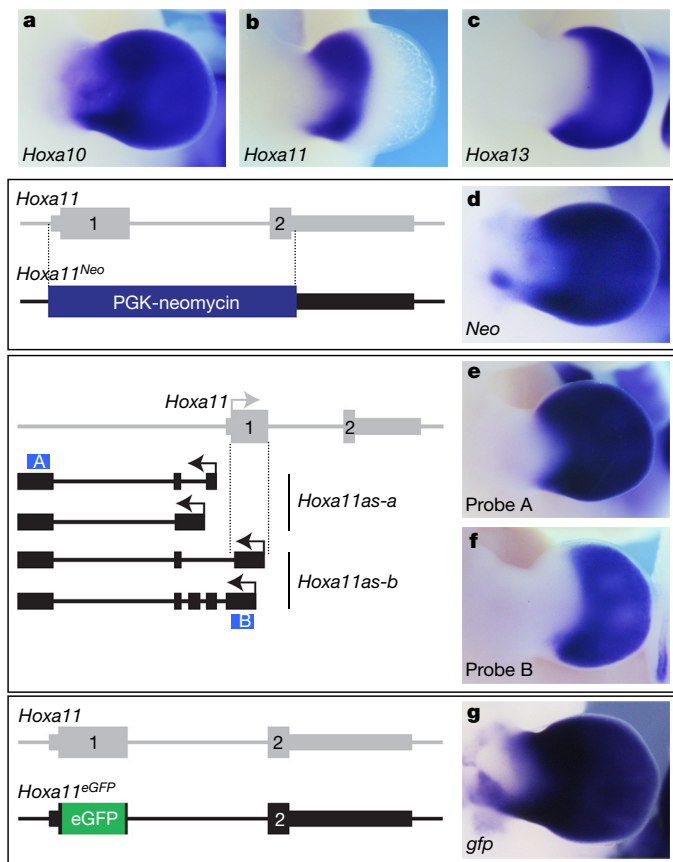 a
b
c
Hoxa10
Hoxa11
Hoxa13
Hoxa11
1
2
Hoxa11Neo
PGK-neomycin
d
Neo
Hoxa11
1
2
A
Hoxa11as-a
Hoxa11as-b
B
e
Probe A
f
Probe B
Hoxa11
1
2
Hoxa11eGFP
eGFP
2
g
gfp